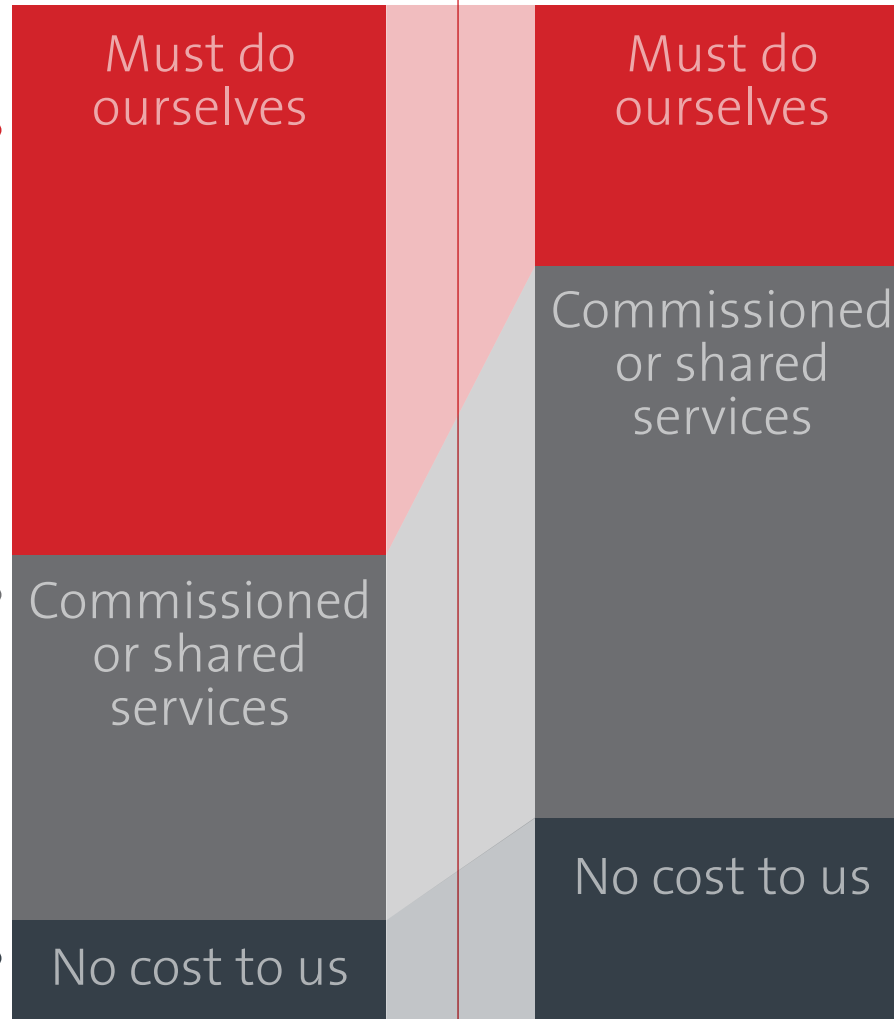 Must do
ourselves
Commissioned
or shared
services
No cost to us
Must do
ourselves
Commissioned
or shared
services
No cost to us